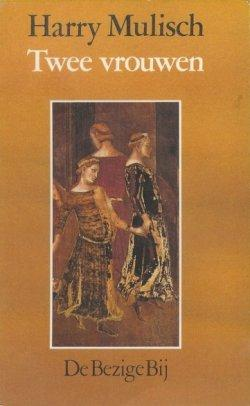 Harry Mulisch
Twee vrouwen
De Bezige Bij